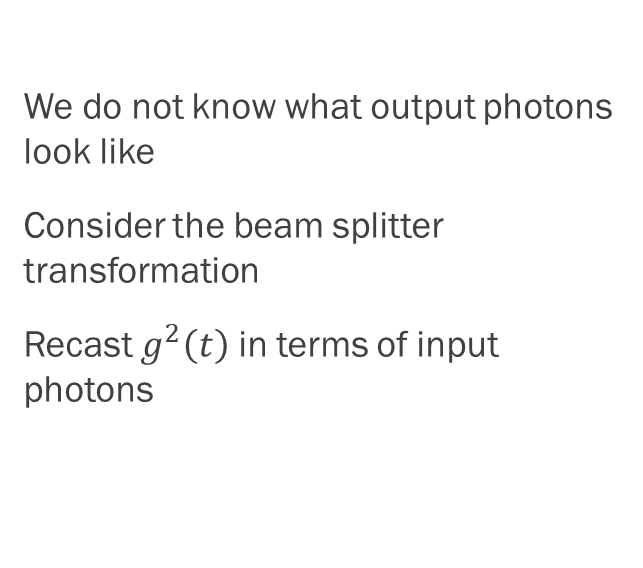 We do not know what output photons
look like
Consider the beam splitter
transformation
Recast g²(t) in terms of input
photons